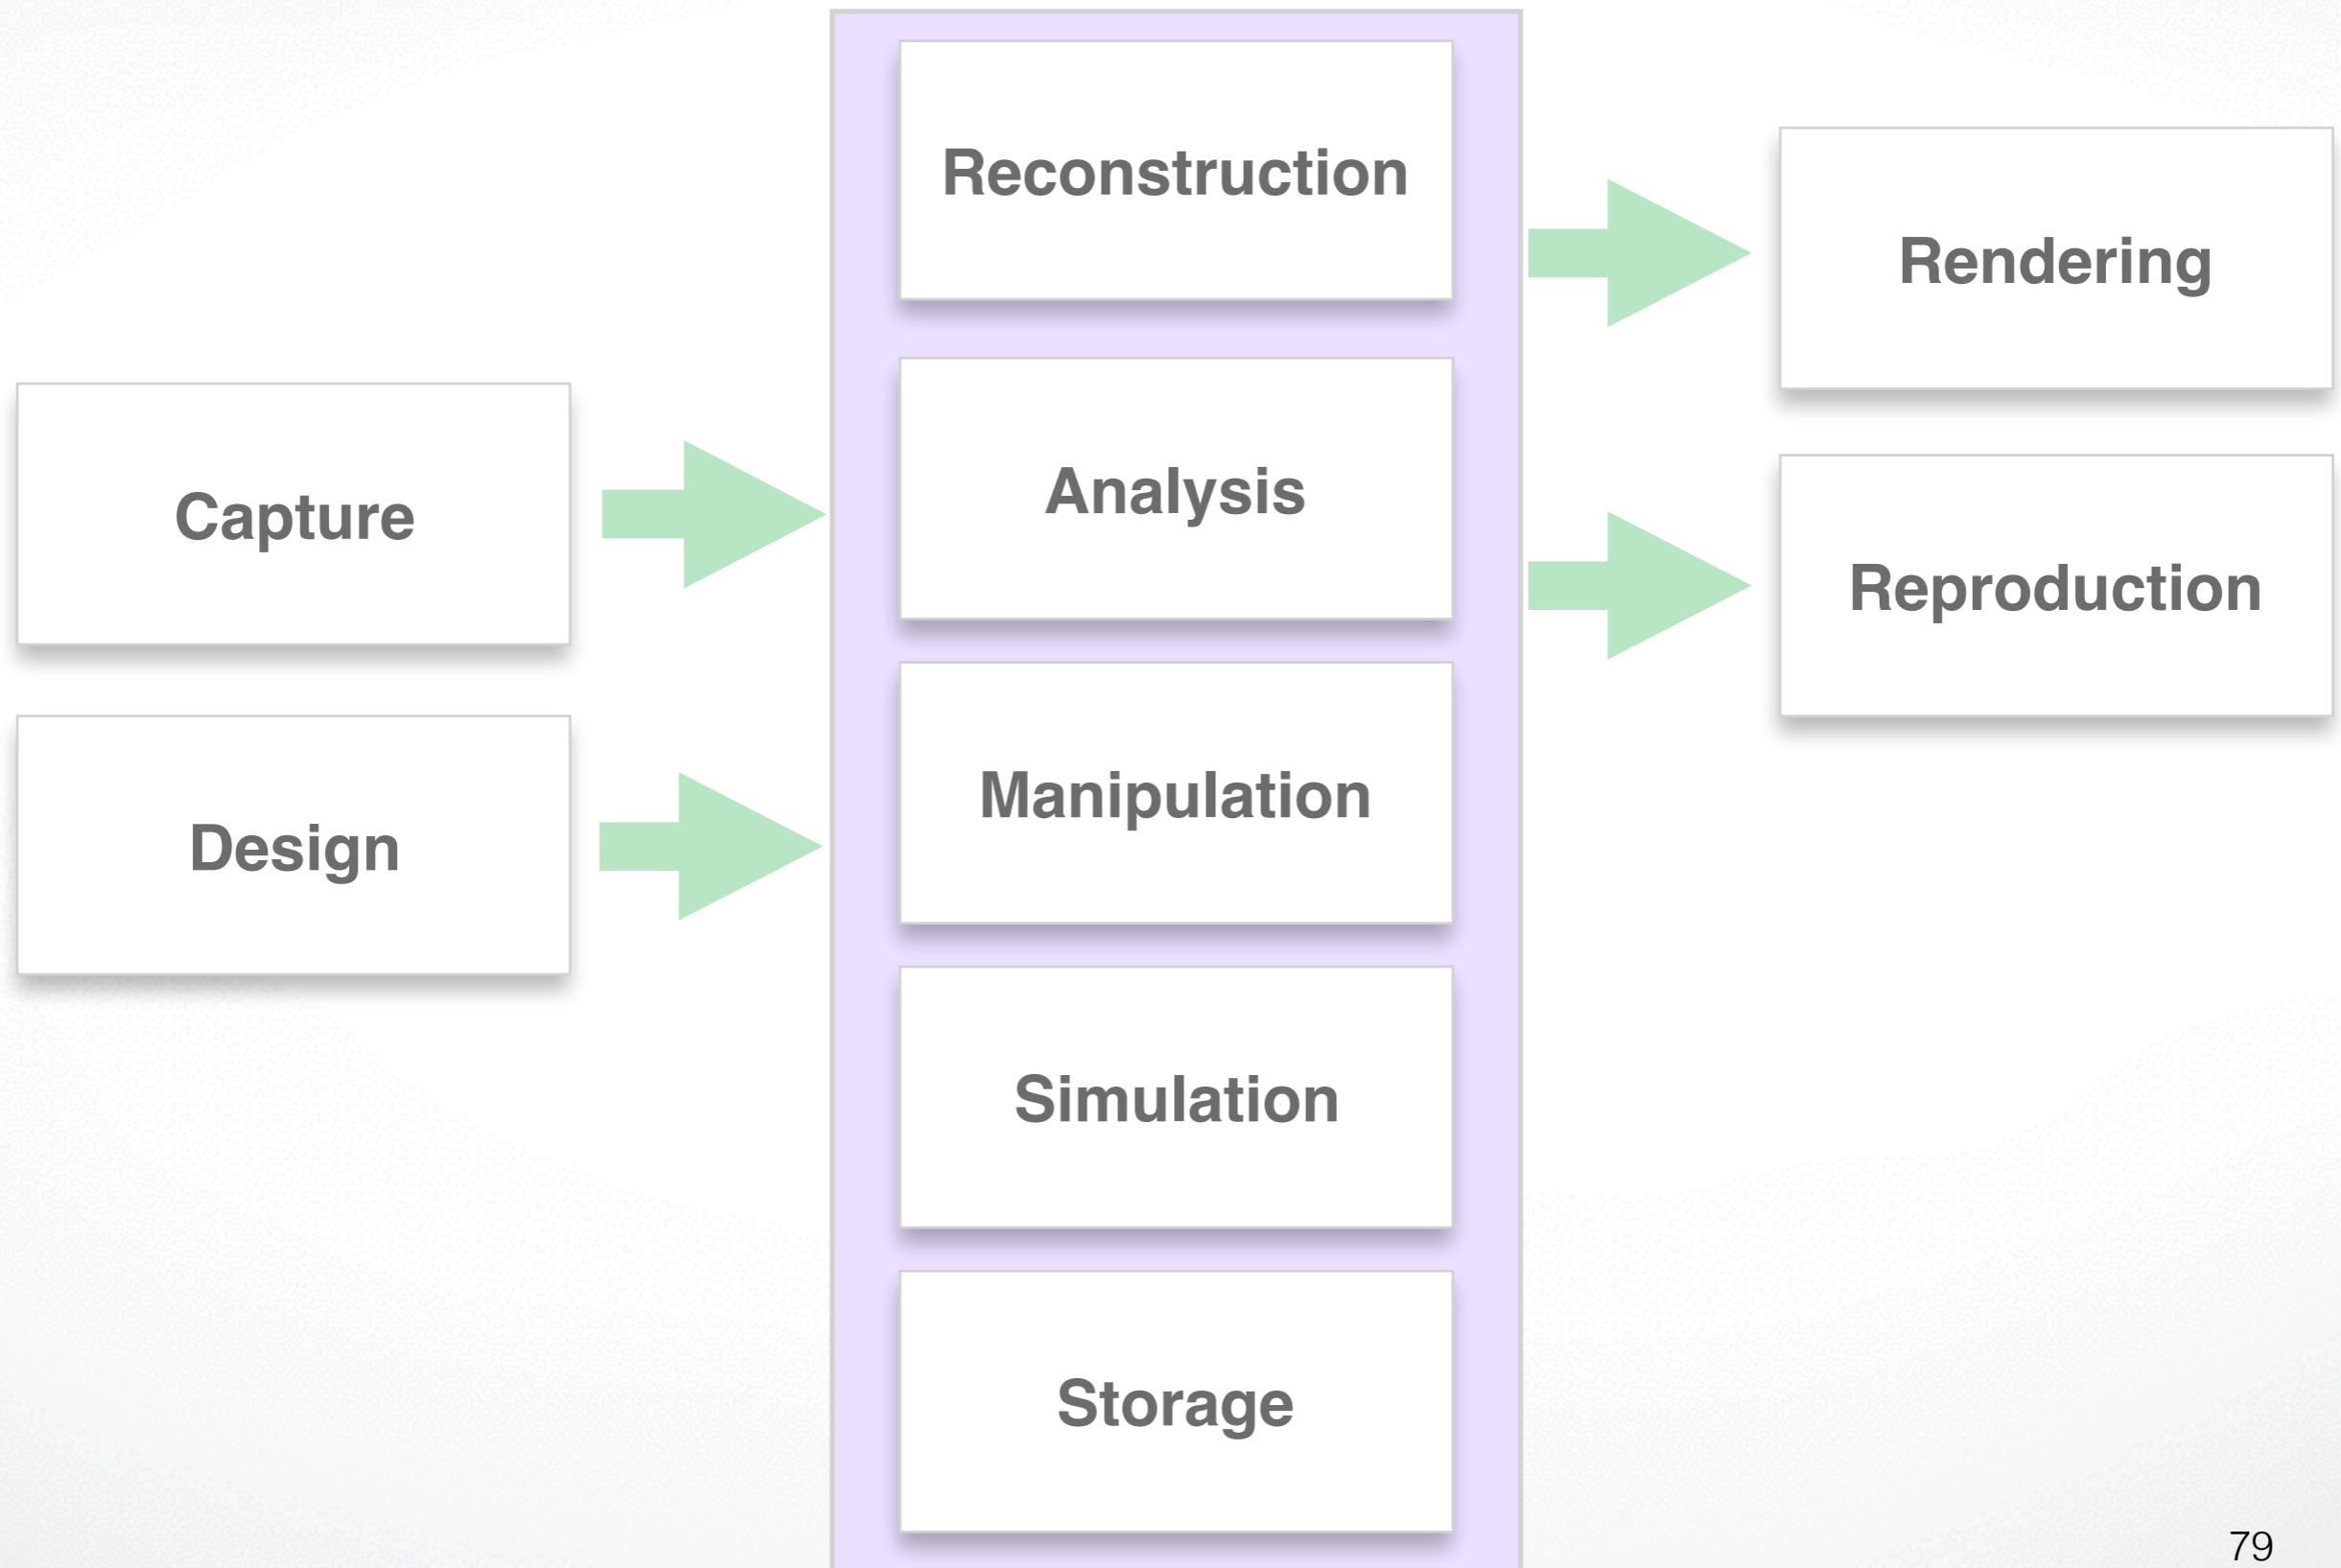 Capture
Design
Reconstruction
Analysis
Manipulation
Simulation
Storage
Rendering
Reproduction
79